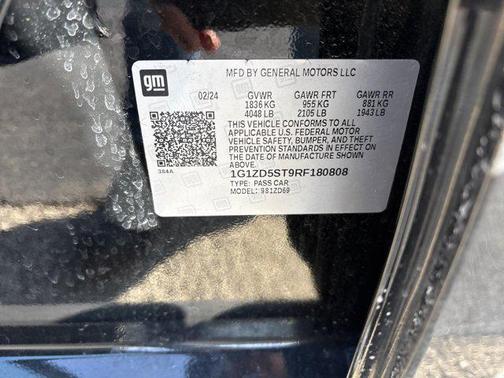 gm
MFD BY GENERAL MOTORS LLC
02/24 GVWR GAWR FRT GAWR RR
1836 KG 955 KG 881 KG
4048 LB 2105 LB 1943 LB
THIS VEHICLE CONFORMS TO ALL
APPLICABLE U.S. FEDERAL MOTOR
VEHICLE SAFETY, BUMPER, AND THEFT
PREVENTION STANDARDS IN EFFECT ON
THE DATE OF MANUFACTURE SHOWN
ABOVE.
384A
1G1ZD5ST9RF180808
TYPE: PASS CAR
MODEL: 981ZD69